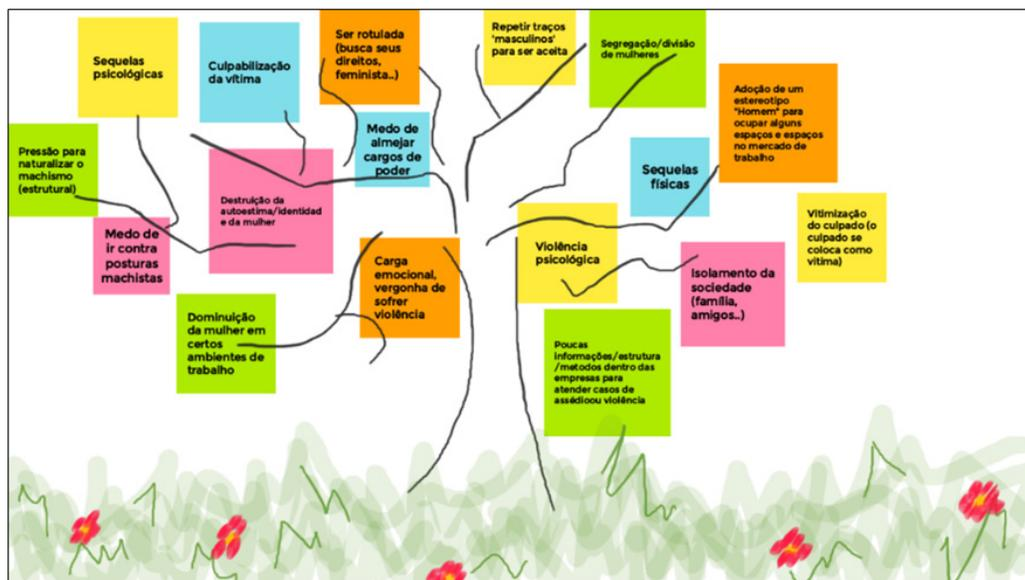 Sequelas
psicológicas
Culpabilização
da vítima
Ser rotulada
(busca seus
direitos,
feminista..)
Repetir traços
'masculinos'
para ser aceita
Segregação/divisão
de mulheres
Adoção de um
estereotipo
"Homem" para
ocupar alguns
espaços e espaços
no mercado de
trabalho
Pressão para
naturalizar o
machismo
(estrutural)
Medo de
almejar
cargos de
poder
Sequelas
físicas
Destruição da
autoestima/identidad
e da mulher
Medo de
ir contra
posturas
machistas
Violência
psicológica
Vitimização
do culpado (o
culpado se
coloca como
vitima)
Carga
emocional,
vergonha de
sofrer
violência
Isolamento da
sociedade
(família,
amigos..)
Dominuição
da mulher em
certos
ambientes de
trabalho
Poucas
informações/estrutura
/metodos dentro das
empresas para
atender casos de
assédioou violência